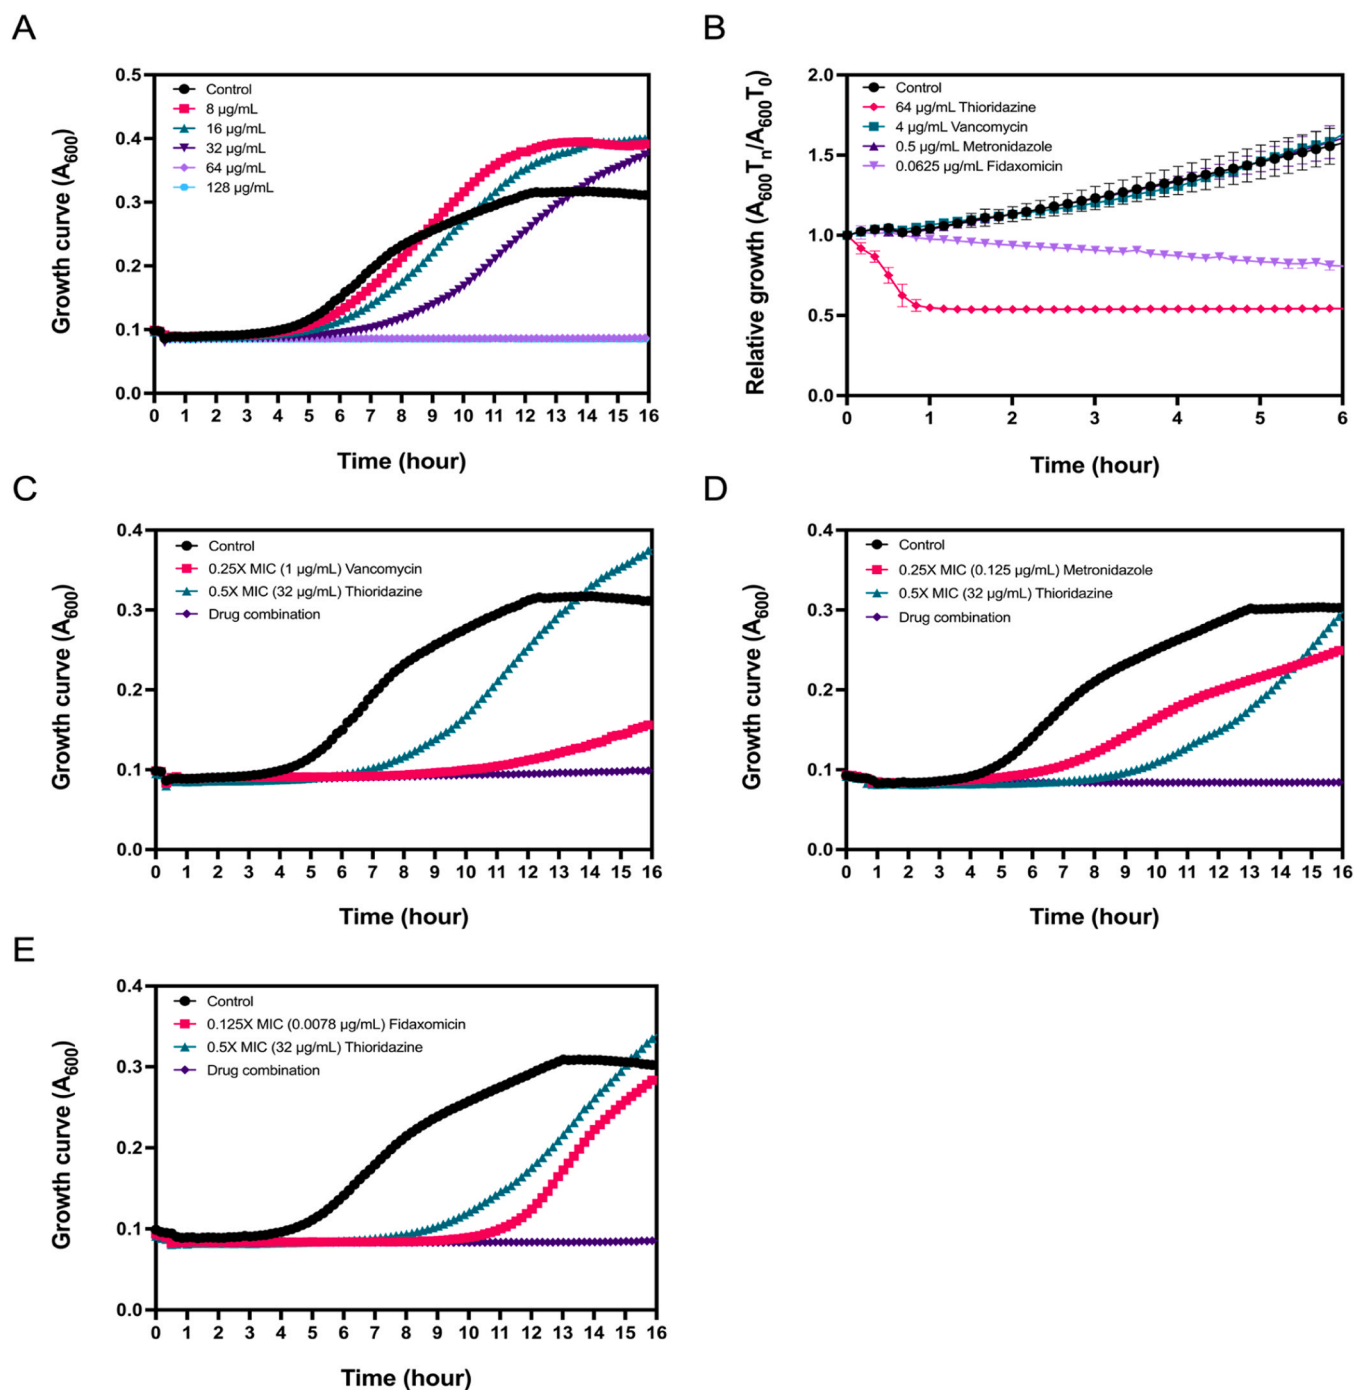 A
Growth curve (A600)
0.5
0.4
0.3
0.2
0.1
0.0
Control
8 µg/mL
16 µg/mL
32 µg/mL
64 µg/mL
128 µg/mL
0 1 2 3 4 5 6 7 8 9 10 11 12 13 14 15 16
Time (hour)
B
Relative growth (A600Tn/A600T0)
2.0
1.5
1.0
0.5
0.0
Control
64 µg/mL Thioridazine
4 µg/mL Vancomycin
0.5 µg/mL Metronidazole
0.0625 µg/mL Fidaxomicin
0 1 2 3 4 5 6
Time (hour)
C
Growth curve (A600)
0.4
0.3
0.2
0.1
0.0
Control
0.25X MIC (1 µg/mL) Vancomycin
0.5X MIC (32 µg/mL) Thioridazine
Drug combination
0 1 2 3 4 5 6 7 8 9 10 11 12 13 14 15 16
Time (hour)
D
Growth curve (A600)
0.4
0.3
0.2
0.1
0.0
Control
0.25X MIC (0.125 µg/mL) Metronidazole
0.5X MIC (32 µg/mL) Thioridazine
Drug combination
0 1 2 3 4 5 6 7 8 9 10 11 12 13 14 15 16
Time (hour)
E
Growth curve (A600)
0.4
0.3
0.2
0.1
0.0
Control
0.125X MIC (0.0078 µg/mL) Fidaxomicin
0.5X MIC (32 µg/mL) Thioridazine
Drug combination
0 1 2 3 4 5 6 7 8 9 10 11 12 13 14 15 16
Time (hour)